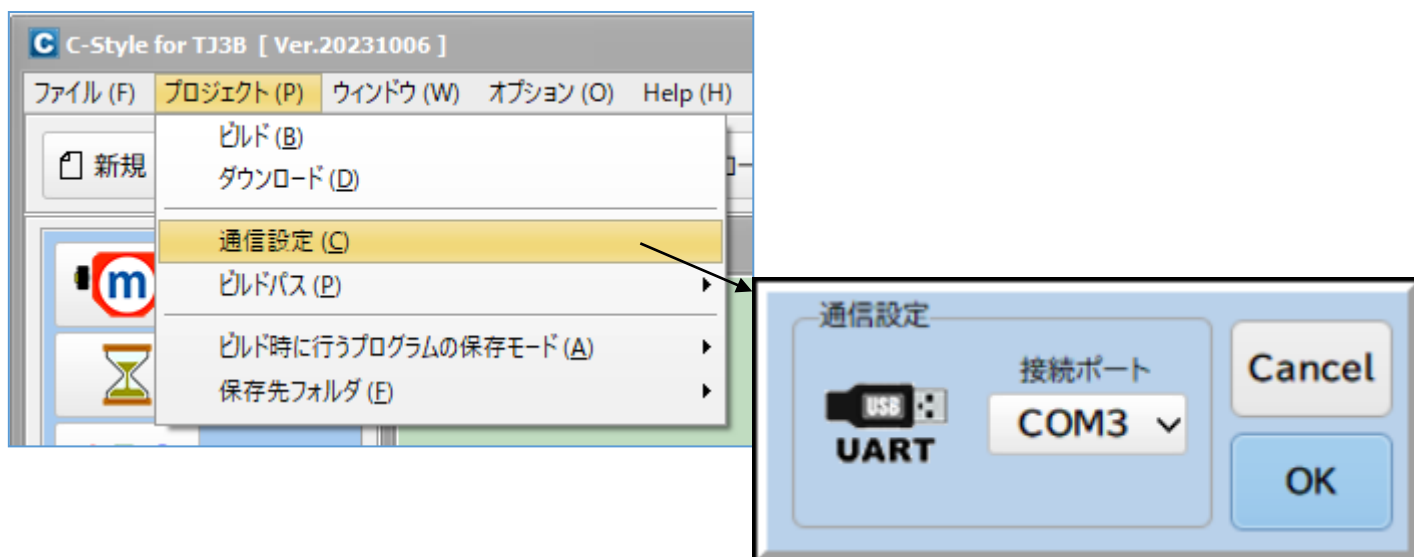 C-Style for TJ3B [ Ver.20231006 ]
ファイル (F) プロジェクト (P) ウィンドウ (W) オプション (O) Help (H)
新規
ビルド (B)
ダウンロード (D)
通信設定 (C)
ビルドパス (P)
ビルド時に行うプログラムの保存モード (A)
保存先フォルダ (F)
m
通信設定
接続ポート
USB
UART
COM3
Cancel
OK